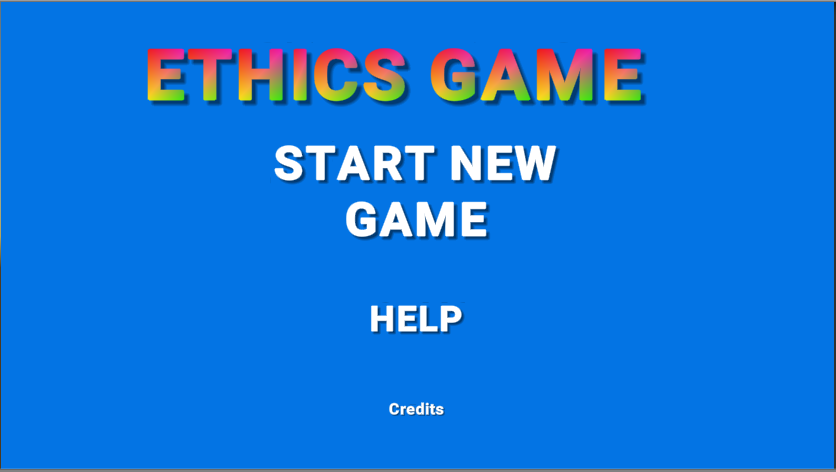 ETHICS GAME
START NEW
GAME
HELP
Credits